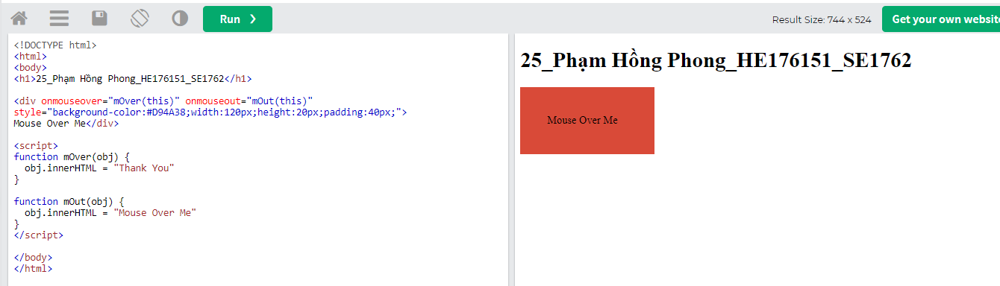 Run ❯
Result Size: 744 x 524
Get your own website
<!DOCTYPE html>
<html>
<body>
<h1>25_Phạm Hồng Phong_HE176151_SE1762</h1>
<div onmouseover="mOver(this)" onmouseout="mOut(this)"
style="background-color:#D94A38;width:120px;height:20px;padding:40px;">
Mouse Over Me</div>
<script>
function mOver(obj) {
  obj.innerHTML = "Thank You"
}
function mOut(obj) {
  obj.innerHTML = "Mouse Over Me"
}
</script>
</body>
</html>
25_Phạm Hồng Phong_HE176151_SE1762
Mouse Over Me